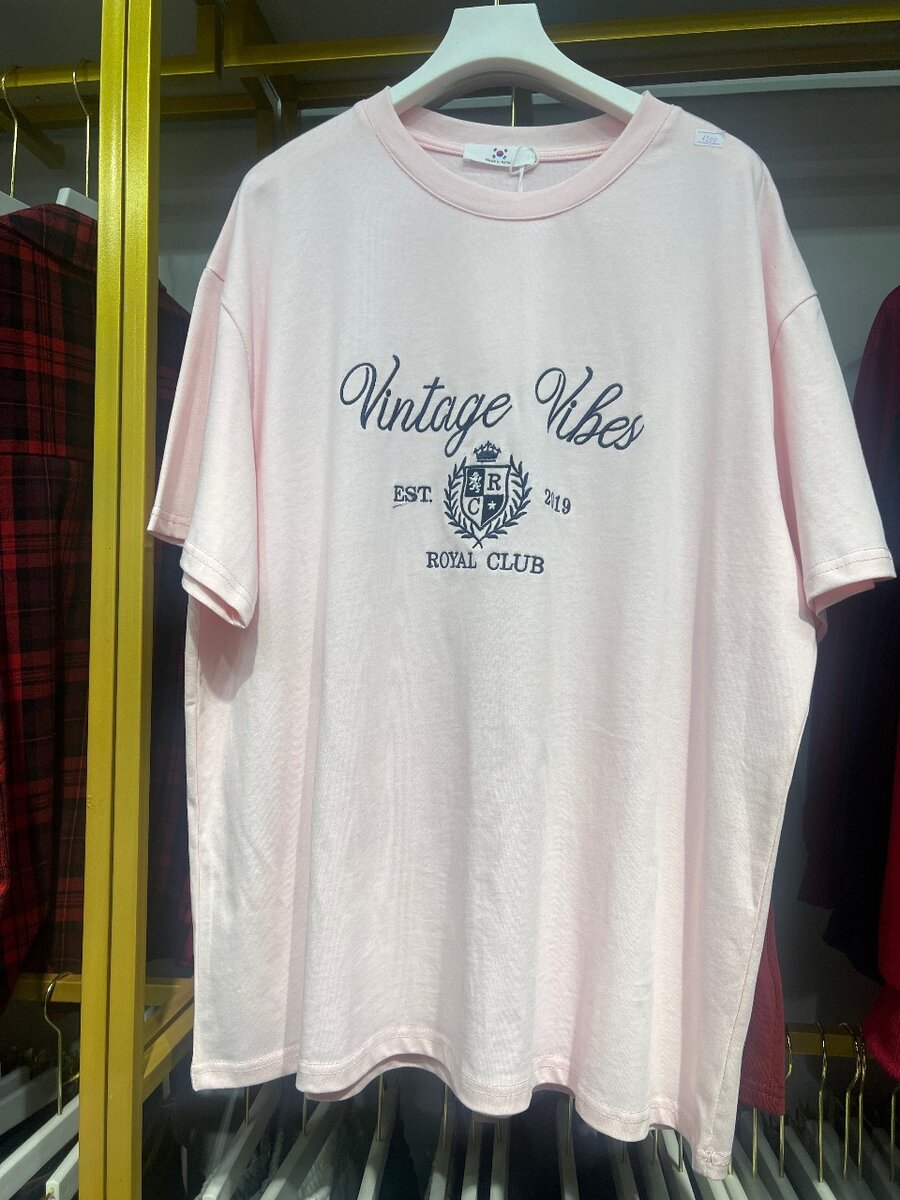 Vintage Vibes
EST. R C 2019
ROYAL CLUB